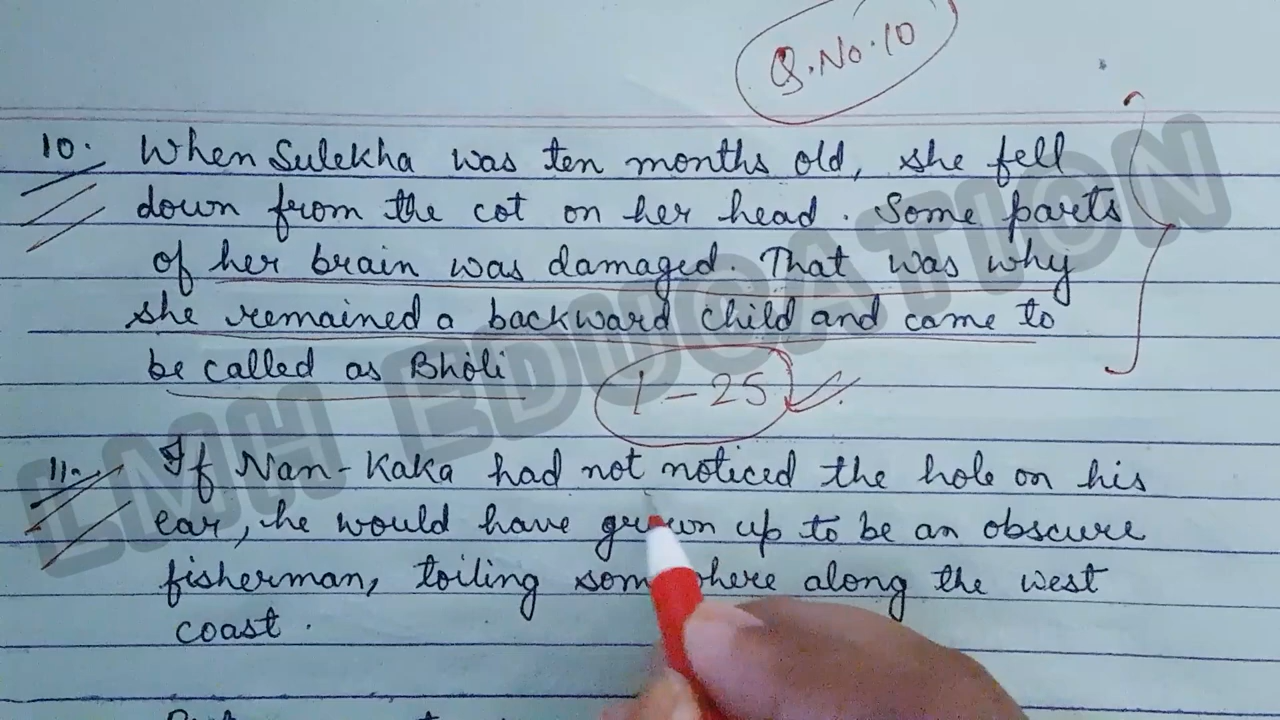 Q.No.10
10. When Sulekha was ten months old, she fell
down from the cot on her head. Some parts
of her brain was damaged. That was why
she remained a backward child and came to
be called as Bholi
1-25
11. If Nan-Kaka had not noticed the hole on his
ear, he would have grown up to be an obscure
fisherman, toiling somewhere along the west
coast.
LMH EDUCATION